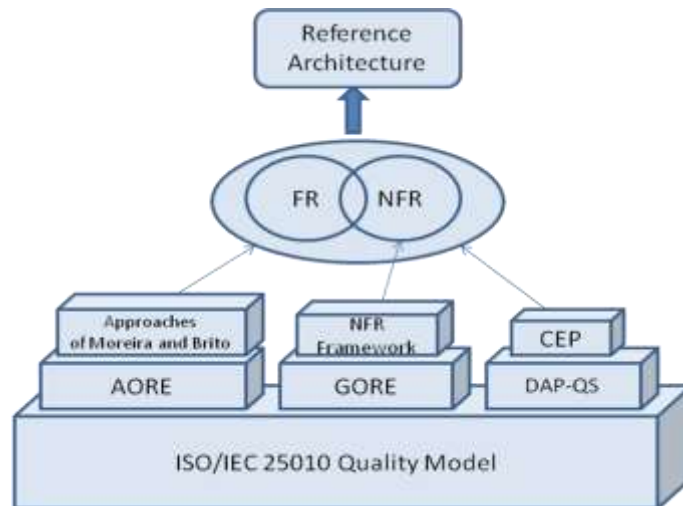 Reference
Architecture
FR
NFR
Approaches
of Moreira and Brito
NFR
Framework
CEP
AORE
GORE
DAP-QS
ISO/IEC 25010 Quality Model